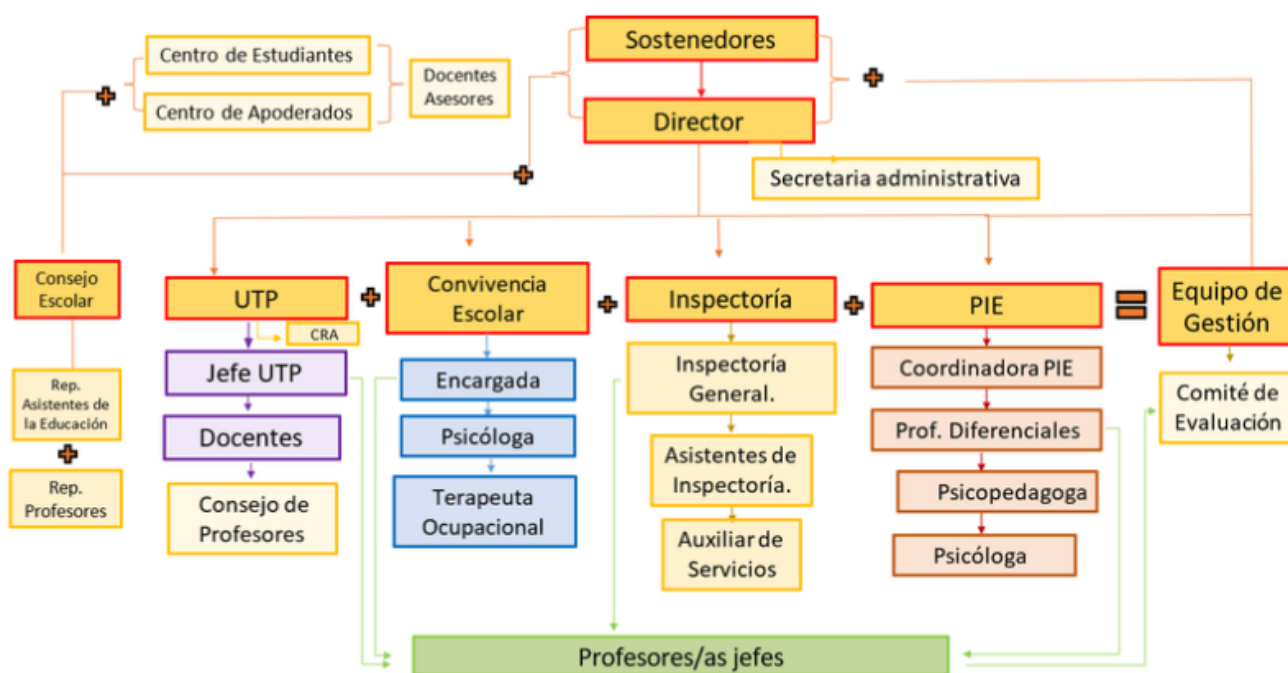 Centro de Estudiantes
Centro de Apoderados
Docentes
Asesores
Sostenedores
Director
Secretaria administrativa
Consejo
Escolar
Rep.
Asistentes de
la Educación
Rep.
Profesores
UTP
CRA
Jefe UTP
Docentes
Consejo de
Profesores
Convivencia
Escolar
Encargada
Psicóloga
Terapeuta
Ocupacional
Inspectoría
Inspectoría
General.
Asistentes de
Inspectoría.
Auxiliar de
Servicios
PIE
Coordinadora PIE
Prof. Diferenciales
Psicopedagoga
Psicóloga
Equipo de
Gestión
Comité de
Evaluación
Profesores/as jefes